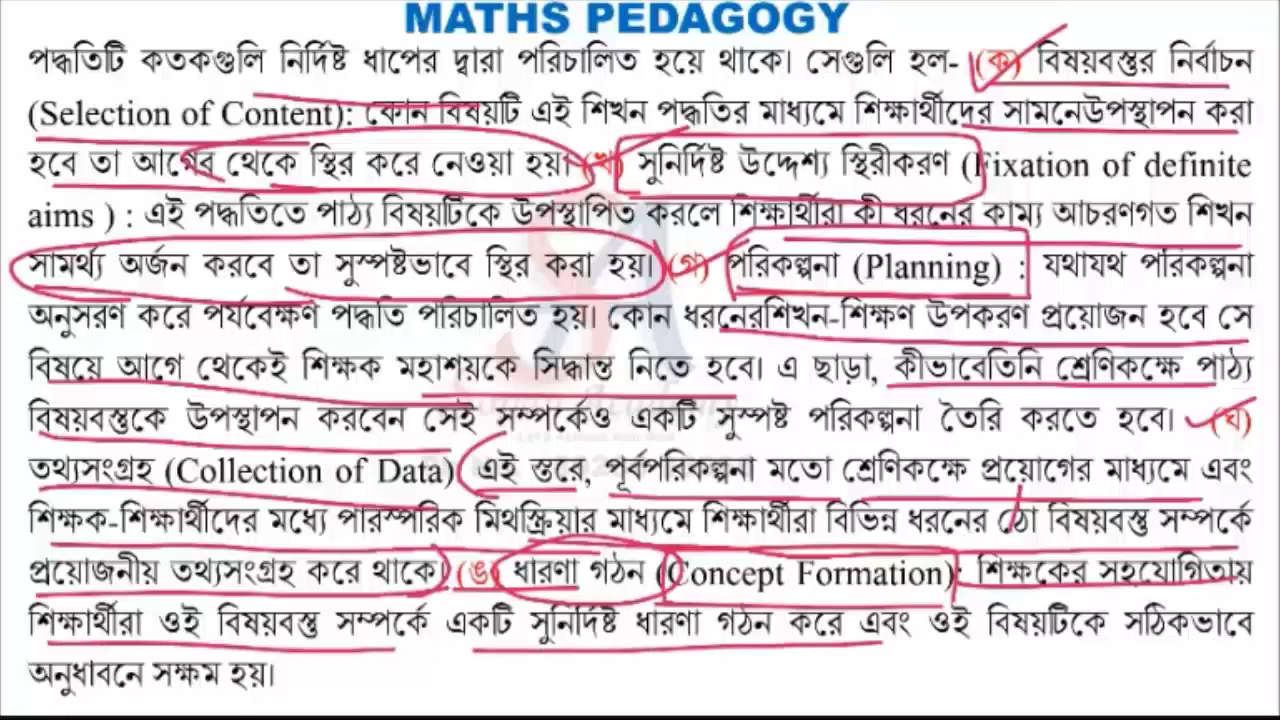 MATHS PEDAGOGY
পদ্ধতিটি কতকগুলি নির্দিষ্ট ধাপের দ্বারা পরিচালিত হয়ে থাকে। সেগুলি হল- (ক) বিষয়বস্তুর নির্বাচন
(Selection of Content): কোন বিষয়টি এই শিখন পদ্ধতির মাধ্যমে শিক্ষার্থীদের সামনেউপস্থাপন করা
হবে তা আগের থেকে স্থির করে নেওয়া হয়। (খ) সুনির্দিষ্ট উদ্দেশ্য স্থিরীকরণ (Fixation of definite
aims ) : এই পদ্ধতিতে পাঠ্য বিষয়টিকে উপস্থাপিত করলে শিক্ষার্থীরা কী ধরনের কাম্য আচরণগত শিখন
সামর্থ্য অর্জন করবে তা সুস্পষ্টভাবে স্থির করা হয়। (গ) পরিকল্পনা (Planning) : যথাযথ পরিকল্পনা
অনুসরণ করে পর্যবেক্ষণ পদ্ধতি পরিচালিত হয়। কোন ধরনেরশিখন-শিক্ষণ উপকরণ প্রয়োজন হবে সে
বিষয়ে আগে থেকেই শিক্ষক মহাশয়কে সিদ্ধান্ত নিতে হবে। এ ছাড়া, কীভাবেতিনি শ্রেণিকক্ষে পাঠ্য
বিষয়বস্তুকে উপস্থাপন করবেন সেই সম্পর্কেও একটি সুস্পষ্ট পরিকল্পনা তৈরি করতে হবে। (ঘ)
তথ্যসংগ্রহ (Collection of Data) এই স্তরে, পূর্বপরিকল্পনা মতো শ্রেণিকক্ষে প্রয়োগের মাধ্যমে এবং
শিক্ষক-শিক্ষার্থীদের মধ্যে পারস্পরিক মিথস্ক্রিয়ার মাধ্যমে শিক্ষার্থীরা বিভিন্ন ধরনের বিষয়বস্তু সম্পর্কে
প্রয়োজনীয় তথ্যসংগ্রহ করে থাকে। (ঙ) ধারণা গঠন (Concept Formation): শিক্ষকের সহযোগিতায়
শিক্ষার্থীরা ওই বিষয়বস্তু সম্পর্কে একটি সুনির্দিষ্ট ধারণা গঠন করে এবং ওই বিষয়টিকে সঠিকভাবে
অনুধাবনে সক্ষম হয়।